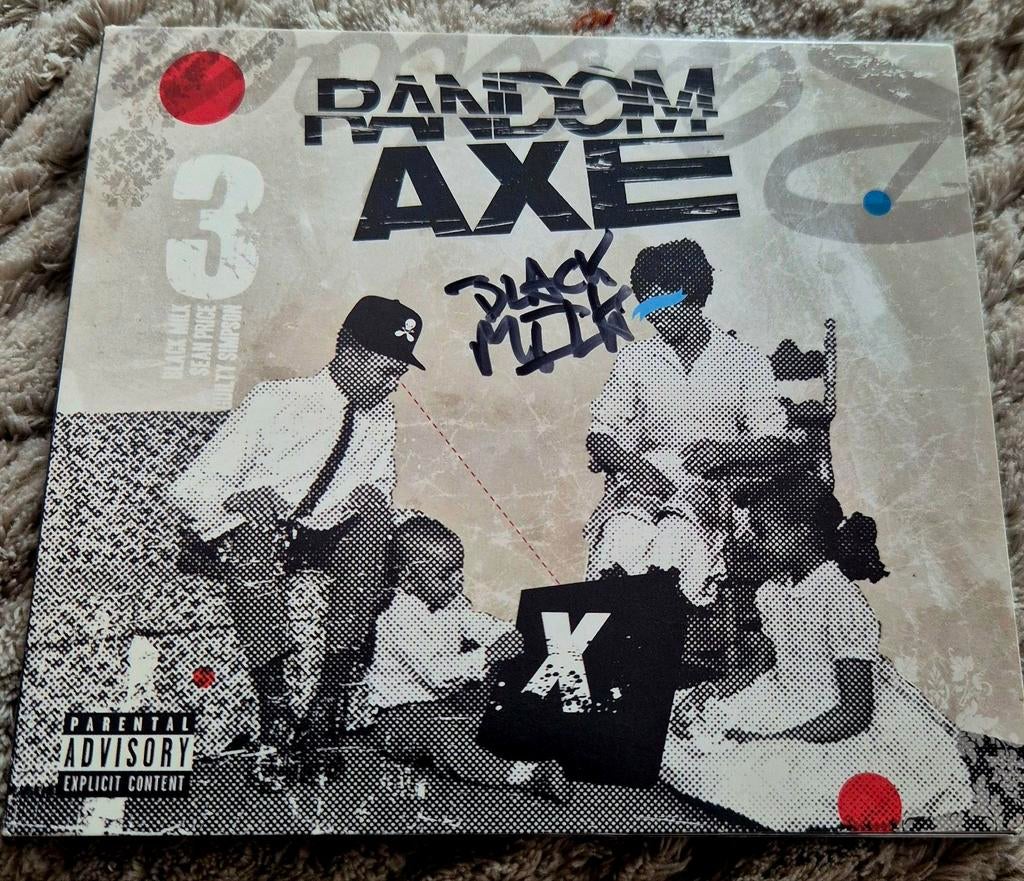 RANDOM
AXE
3
BLACK MILK
SEAN PRICE
GUILTY SIMPSON
BLACK
MILK
X
PARENTAL
ADVISORY
EXPLICIT CONTENT